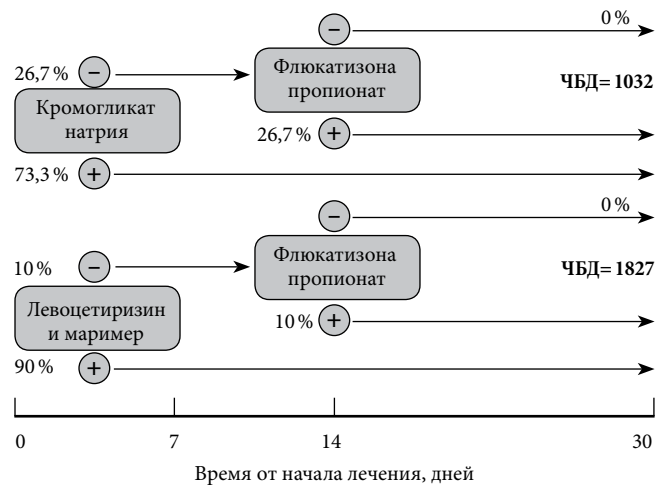 0 %
−
Флюкатизона
пропионат
26,7 %
−
ЧБД= 1032
Кромогликат
натрия
26,7 %
+
73,3 %
+
0 %
−
Флюкатизона
пропионат
10 %
−
ЧБД= 1827
Левоцетиризин
и маример
10 %
+
90 %
+
0
7
14
30
Время от начала лечения, дней